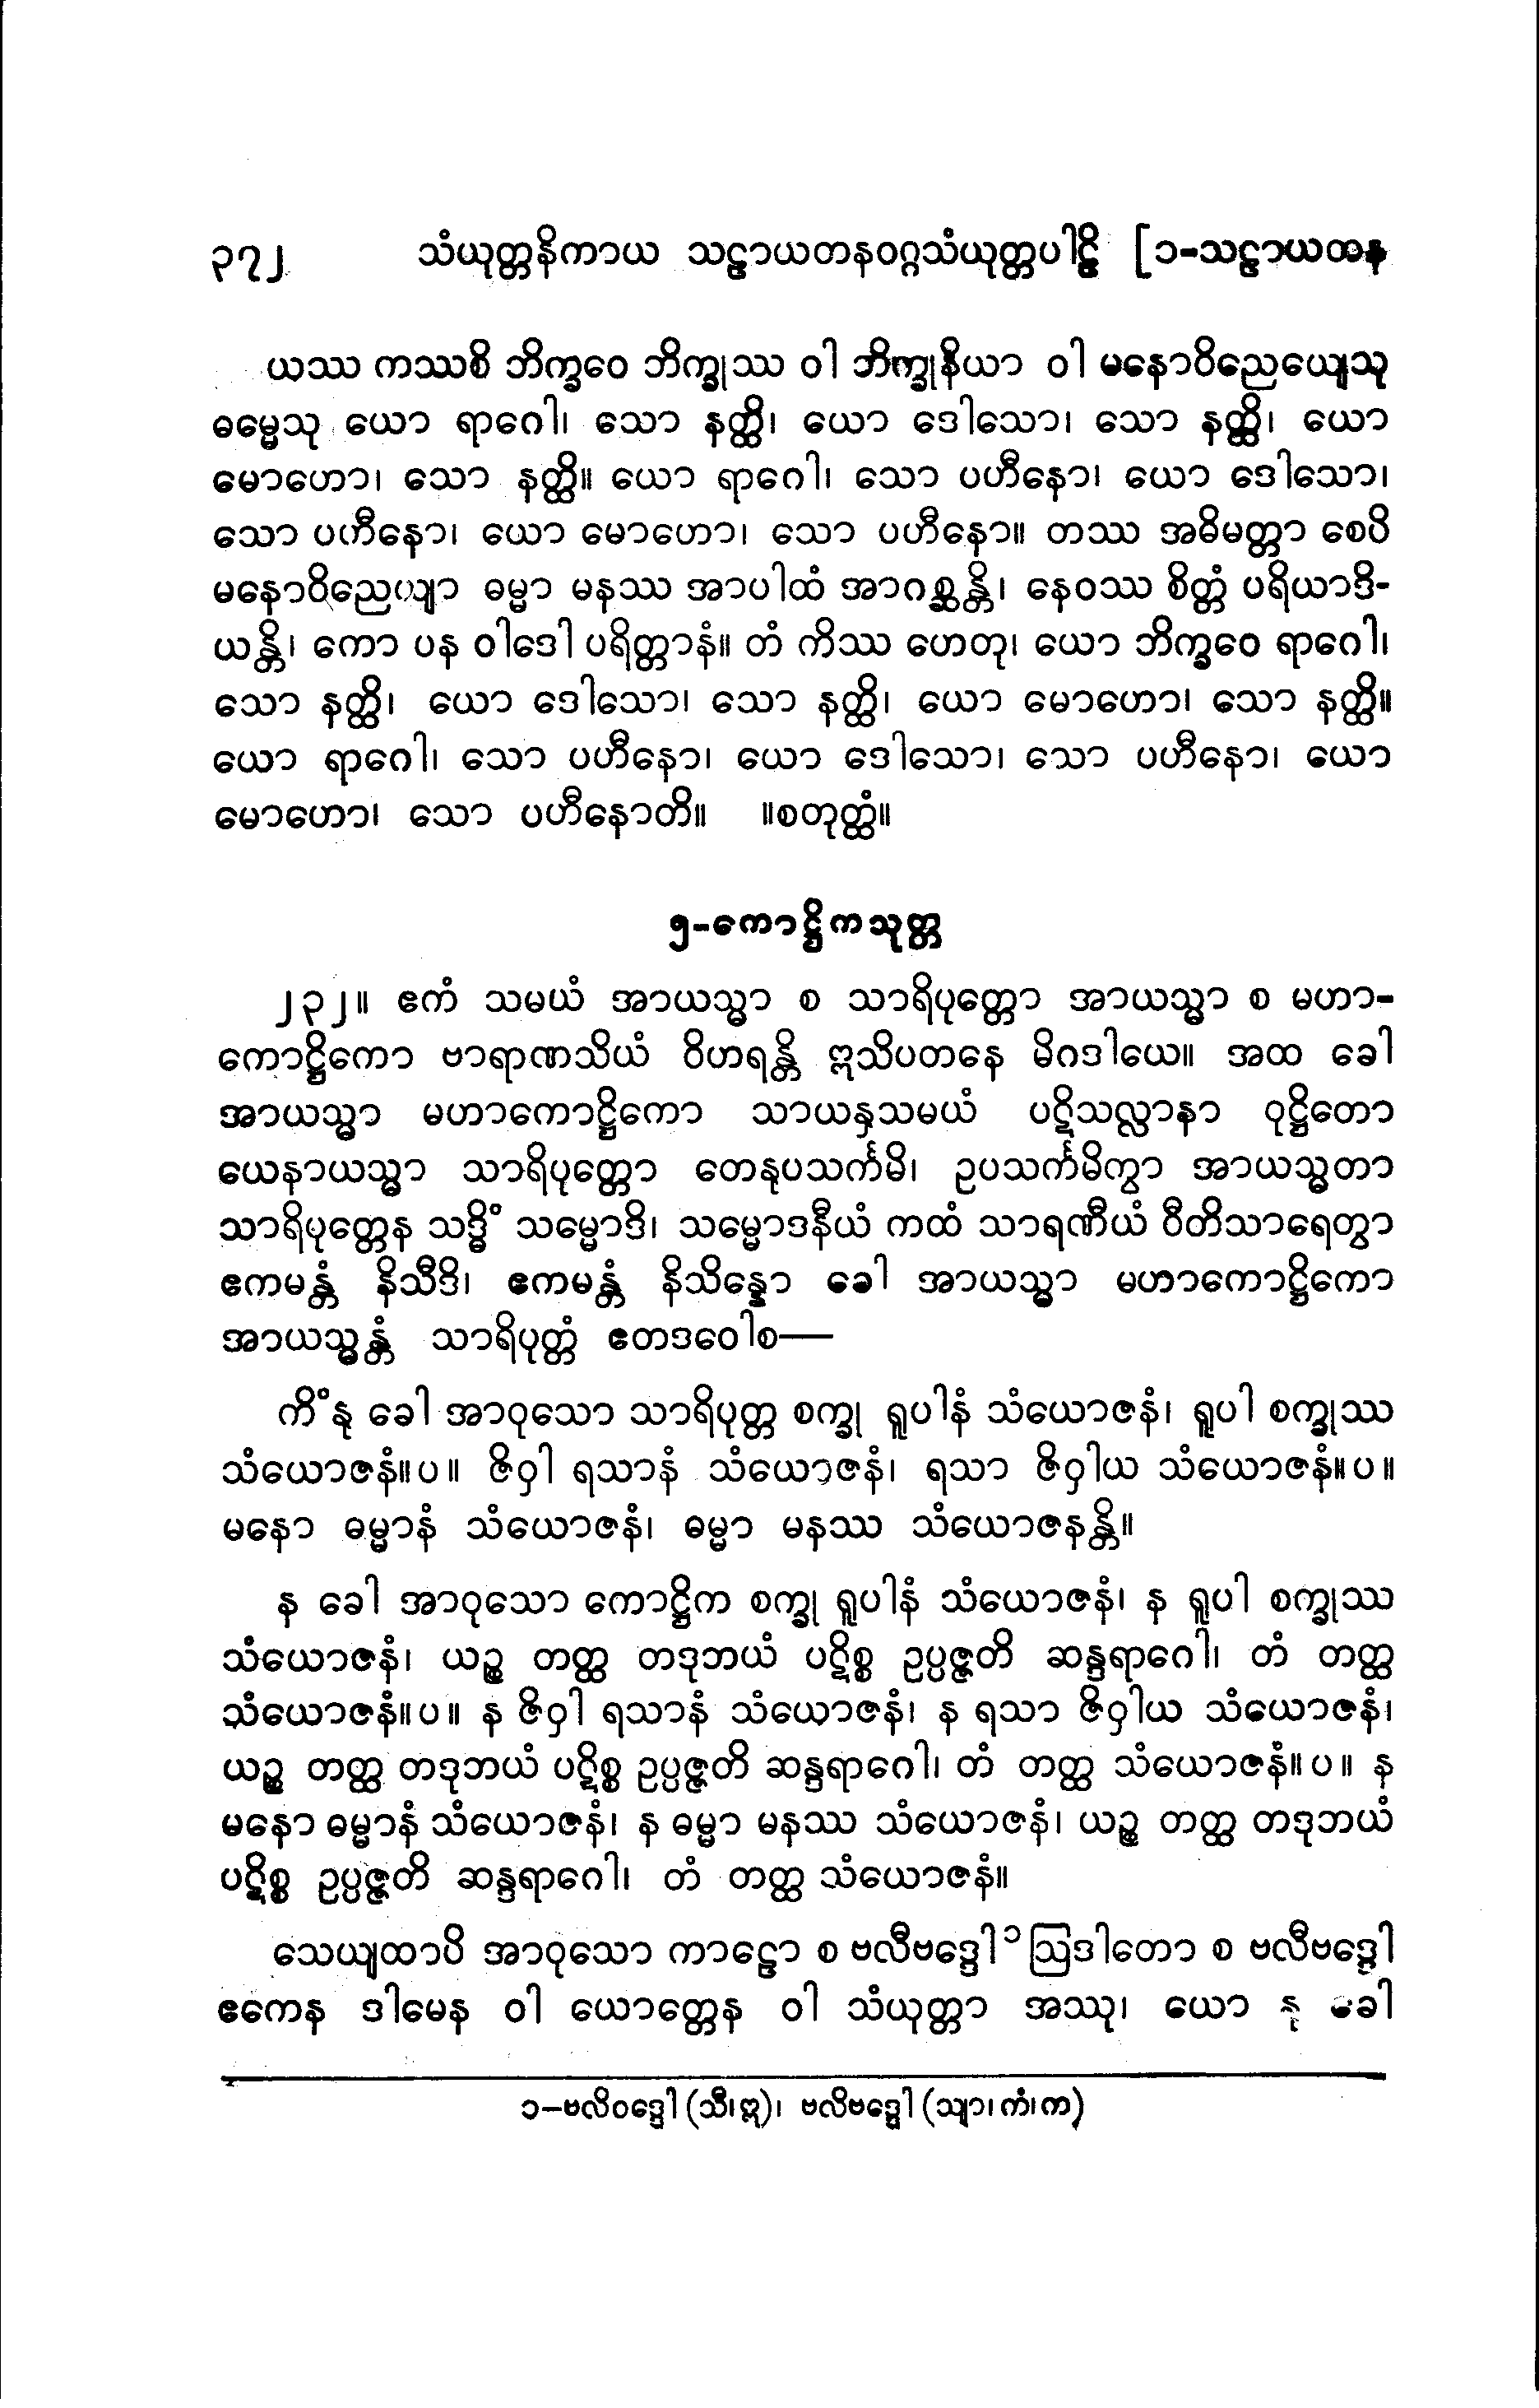 ၃၇၂ သံယုတ္တနိကာယ သဠာယတနဝဂ္ဂသံယုတ္တပါဠိ [၁-သဠာယတန
ယဿ ကဿစိ ဘိက္ခဝေ ဘိက္ခုဿ ဝါ ဘိက္ခုနိယာ ဝါ မနောဝိညေယျေသု
ဓမ္မေသု ယော ရာဂေါ၊ သော နတ္ထိ၊ ယော ဒေါသော၊ သော နတ္ထိ၊ ယော
မောဟော၊ သော နတ္ထိ။ ယော ရာဂေါ၊ သော ပဟီနော၊ ယော ဒေါသော၊
သော ပဟီနော၊ ယော မောဟော၊ သော ပဟီနော။ တဿ အဓိမတ္တာ စေပိ
မနောဝိညေယျာ ဓမ္မာ မနဿ အာပါထံ အာဂစ္ဆန္တိ၊ နေဝဿ စိတ္တံ ပရိယာဒိ-
ယန္တိ၊ ကော ပန ဝါဒေါ ပရိတ္တာနံ။ တံ ကိဿ ဟေတု၊ ယော ဘိက္ခဝေ ရာဂေါ၊
သော နတ္ထိ၊ ယော ဒေါသော၊ သော နတ္ထိ၊ ယော မောဟော၊ သော နတ္ထိ။
ယော ရာဂေါ၊ သော ပဟီနော၊ ယော ဒေါသော၊ သော ပဟီနော၊ ယော
မောဟော၊ သော ပဟီနောတိ။ ။စတုတ္ထံ။
၅-ကောဋ္ဌိကသုတ္တ
၂၃၂။ ဧကံ သမယံ အာယသ္မာ စ သာရိပုတ္တော အာယသ္မာ စ မဟာ-
ကောဋ္ဌိကော ဗာရာဏသိယံ ဝိဟရန္တိ ဣသိပတနေ မိဂဒါယေ။ အထ ခေါ
အာယသ္မာ မဟာကောဋ္ဌိကော သာယနှသမယံ ပဋိသလ္လာနာ ဝုဋ္ဌိတော
ယေနာယသ္မာ သာရိပုတ္တော တေနုပသင်္ကမိ၊ ဥပသင်္ကမိကွာ အာယသ္မတာ
သာရိပုတ္တေန သဒ္ဓိံ သမ္မောဒိ၊ သမ္မောဒနီယံ ကထံ သာရဏီယံ ဝီတိသာရေတွာ
ဧကမန္တံ နိသီဒိ၊ ဧကမန္တံ နိသိန္နော ခေါ အာယသ္မာ မဟာကောဋ္ဌိကော
အာယသ္မန္တံ သာရိပုတ္တံ ဧတဒဝေါစ—
ကိံ နု ခေါ အာဝုသော သာရိပုတ္တ စက္ခု ရူပါနံ သံယောဇနံ၊ ရူပါ စက္ခုဿ
သံယောဇနံ။ပ။ ဇိဝှါ ရသာနံ သံယောဇနံ၊ ရသာ ဇိဝှါယ သံယောဇနံ။ပ။
မနော ဓမ္မာနံ သံယောဇနံ၊ ဓမ္မာ မနဿ သံယောဇနန္တိ။
န ခေါ အာဝုသော ကောဋ္ဌိက စက္ခု ရူပါနံ သံယောဇနံ၊ န ရူပါ စက္ခုဿ
သံယောဇနံ၊ ယဉ္စ တတ္ထ တဒုဘယံ ပဋိစ္စ ဥပ္ပဇ္ဇတိ ဆန္ဒရာဂေါ၊ တံ တတ္ထ
သံယောဇနံ။ပ။ န ဇိဝှါ ရသာနံ သံယောဇနံ၊ န ရသာ ဇိဝှါယ သံယောဇနံ၊
ယဉ္စ တတ္ထ တဒုဘယံ ပဋိစ္စ ဥပ္ပဇ္ဇတိ ဆန္ဒရာဂေါ၊ တံ တတ္ထ သံယောဇနံ။ပ။ န
မနော ဓမ္မာနံ သံယောဇနံ၊ န ဓမ္မာ မနဿ သံယောဇနံ၊ ယဉ္စ တတ္ထ တဒုဘယံ
ပဋိစ္စ ဥပ္ပဇ္ဇတိ ဆန္ဒရာဂေါ၊ တံ တတ္ထ သံယောဇနံ။
သေယျထာပိ အာဝုသော ကာဠော စ ဗလီဗဒ္ဒေါ၁ ဩဒါတော စ ဗလီဗဒ္ဒေါ
ဧကေန ဒါမေန ဝါ ယောတ္တေန ဝါ သံယုတ္တာ အဿု၊ ယော နု ခေါ
၁–ဗလိဝဒ္ဒေါ (သီ၊ဣ)၊ ဗလိဗဒ္ဒေါ (သျာ၊ကံ၊က)